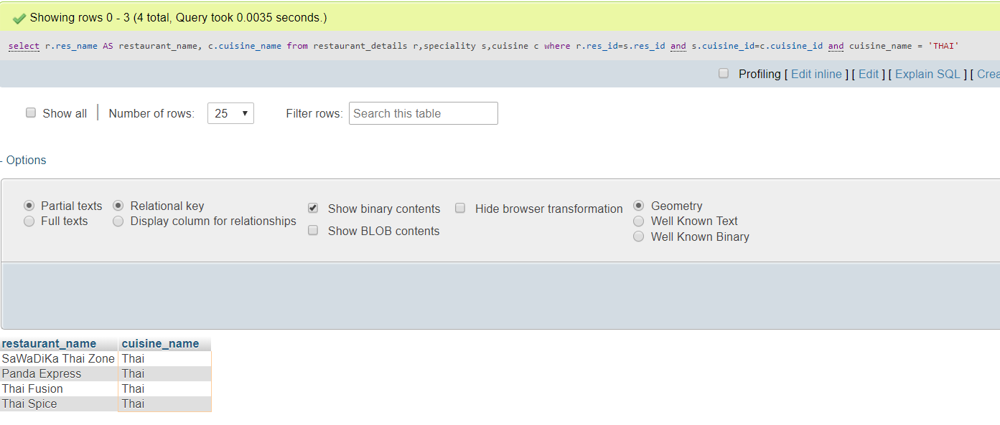 Showing rows 0 - 3 (4 total, Query took 0.0035 seconds.)
select r.res_name AS restaurant_name, c.cuisine_name from restaurant_details r,speciality s,cuisine c where r.res_id=s.res_id and s.cuisine_id=c.cuisine_id and cuisine_name = 'THAI'
Profiling [ Edit inline ] [ Edit ] [ Explain SQL ] [ Crea
Show all Number of rows: 25 Filter rows: Search this table
- Options
Partial texts Relational key Show binary contents Hide browser transformation Geometry
Full texts Display column for relationships Show BLOB contents Well Known Text
Well Known Binary
restaurant_name cuisine_name
SaWaDiKa Thai Zone Thai
Panda Express Thai
Thai Fusion Thai
Thai Spice Thai